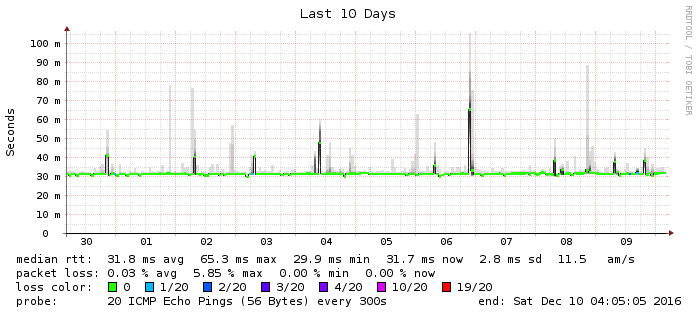 Last 10 Days
RRDTOOL / TOBI OETIKER
Seconds
100 m
90 m
80 m
70 m
60 m
50 m
40 m
30 m
20 m
10 m
0
30 01 02 03 04 05 06 07 08 09
median rtt: 31.8 ms avg 65.3 ms max 29.9 ms min 31.7 ms now 2.8 ms sd 11.5 am/s
packet loss: 0.03 % avg 5.85 % max 0.00 % min 0.00 % now
loss color: 0 1/20 2/20 3/20 4/20 10/20 19/20
probe: 20 ICMP Echo Pings (56 Bytes) every 300s end: Sat Dec 10 04:05:05 2016